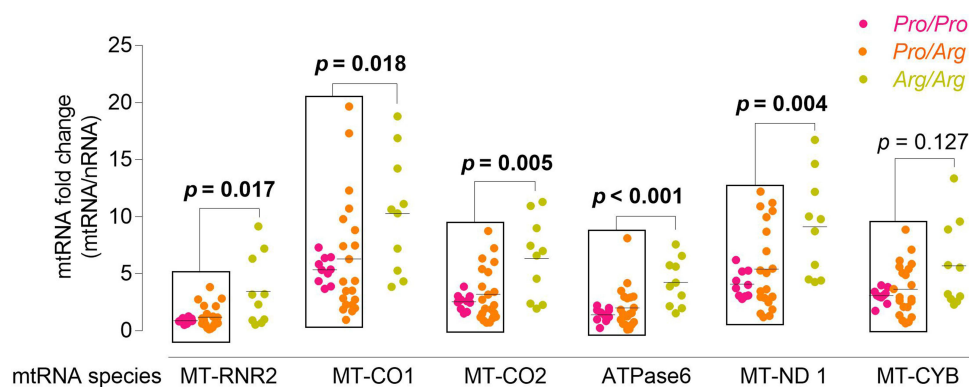 Pro/Pro
Pro/Arg
Arg/Arg
mtRNA fold change
(mtRNA/nRNA)
25
20
15
10
5
0
p = 0.017
p = 0.018
p = 0.005
p < 0.001
p = 0.004
p = 0.127
mtRNA species MT-RNR2 MT-CO1 MT-CO2 ATPase6 MT-ND 1 MT-CYB